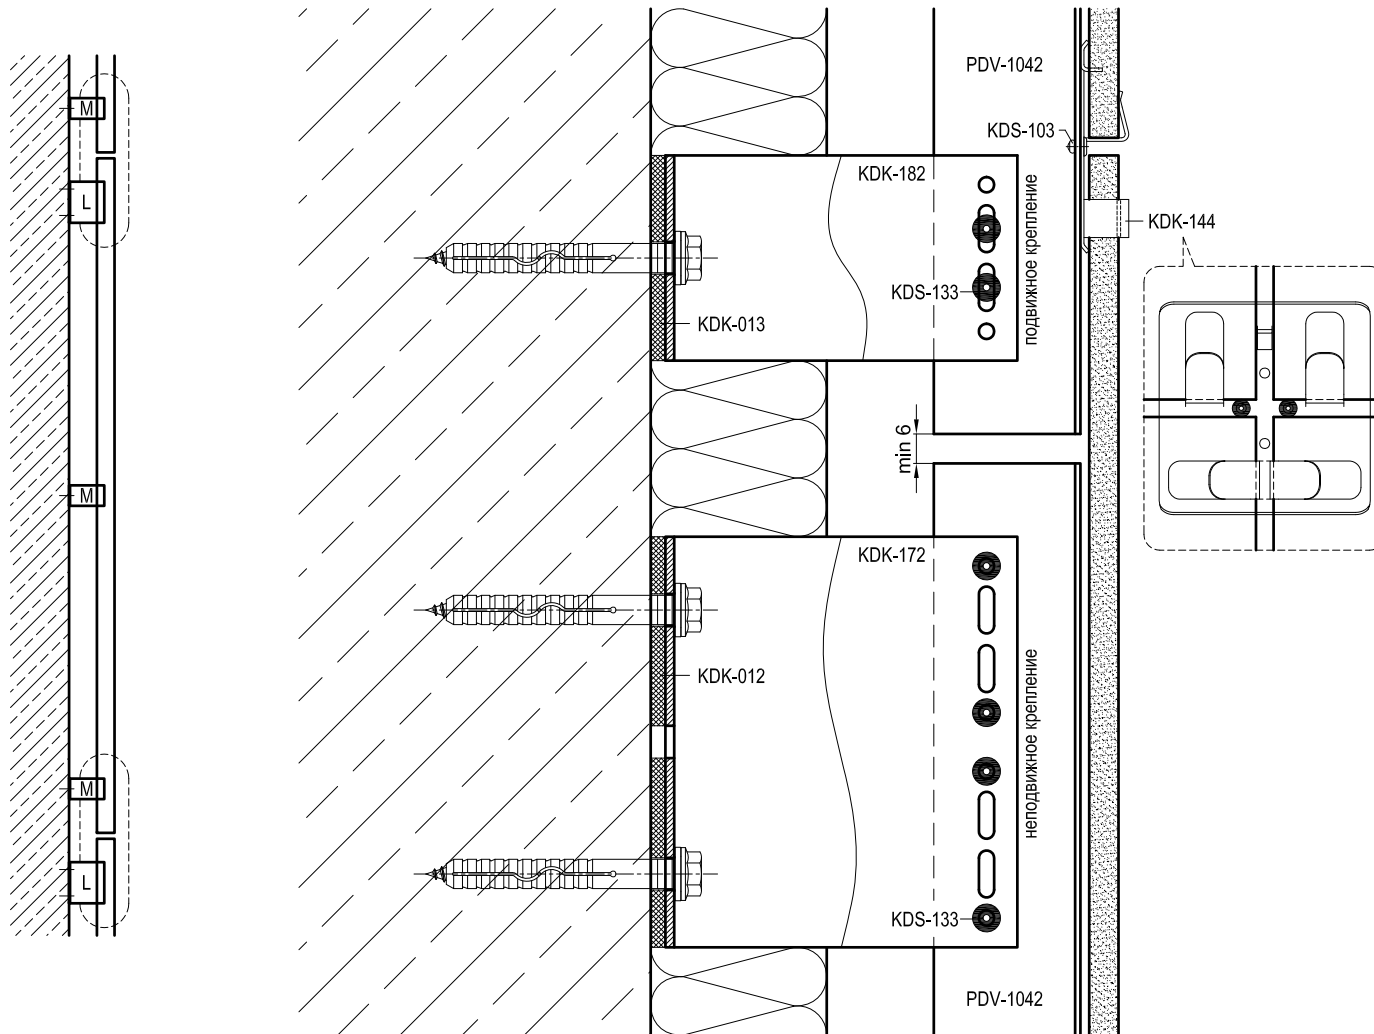 M
L
M
M
L
PDV-1042
KDS-103
KDK-182
подвижное крепление
KDK-144
KDS-133
KDK-013
min 6
KDK-172
KDK-012
неподвижное крепление
KDS-133
PDV-1042